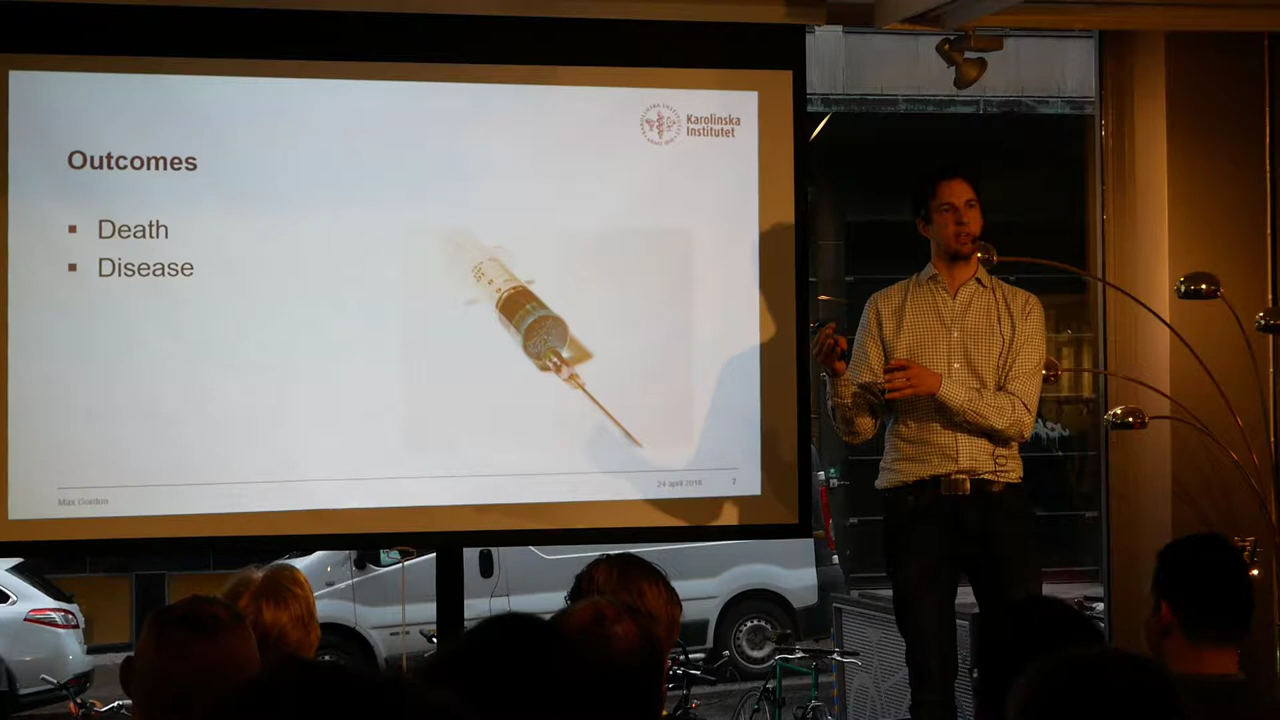 Karolinska
Institutet
Outcomes
Death
Disease
Max Gordon
24 april 2018 7